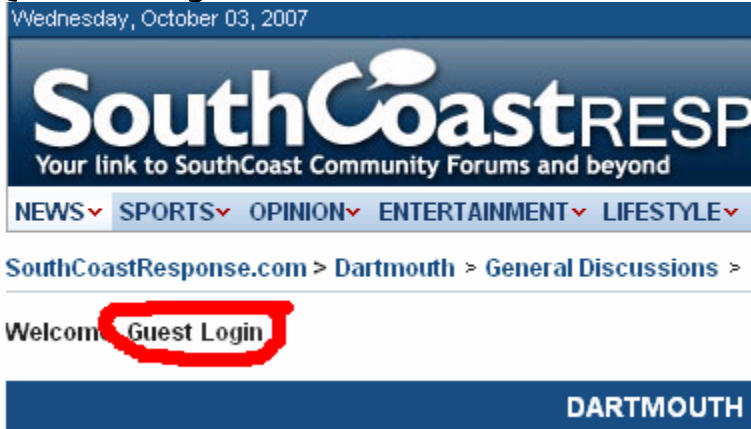 Wednesday, October 03, 2007
SouthCoastRESP
Your link to SouthCoast Community Forums and beyond
NEWS SPORTS OPINION ENTERTAINMENT LIFESTYLE
SouthCoastResponse.com > Dartmouth > General Discussions >
Welcom Guest Login
DARTMOUTH